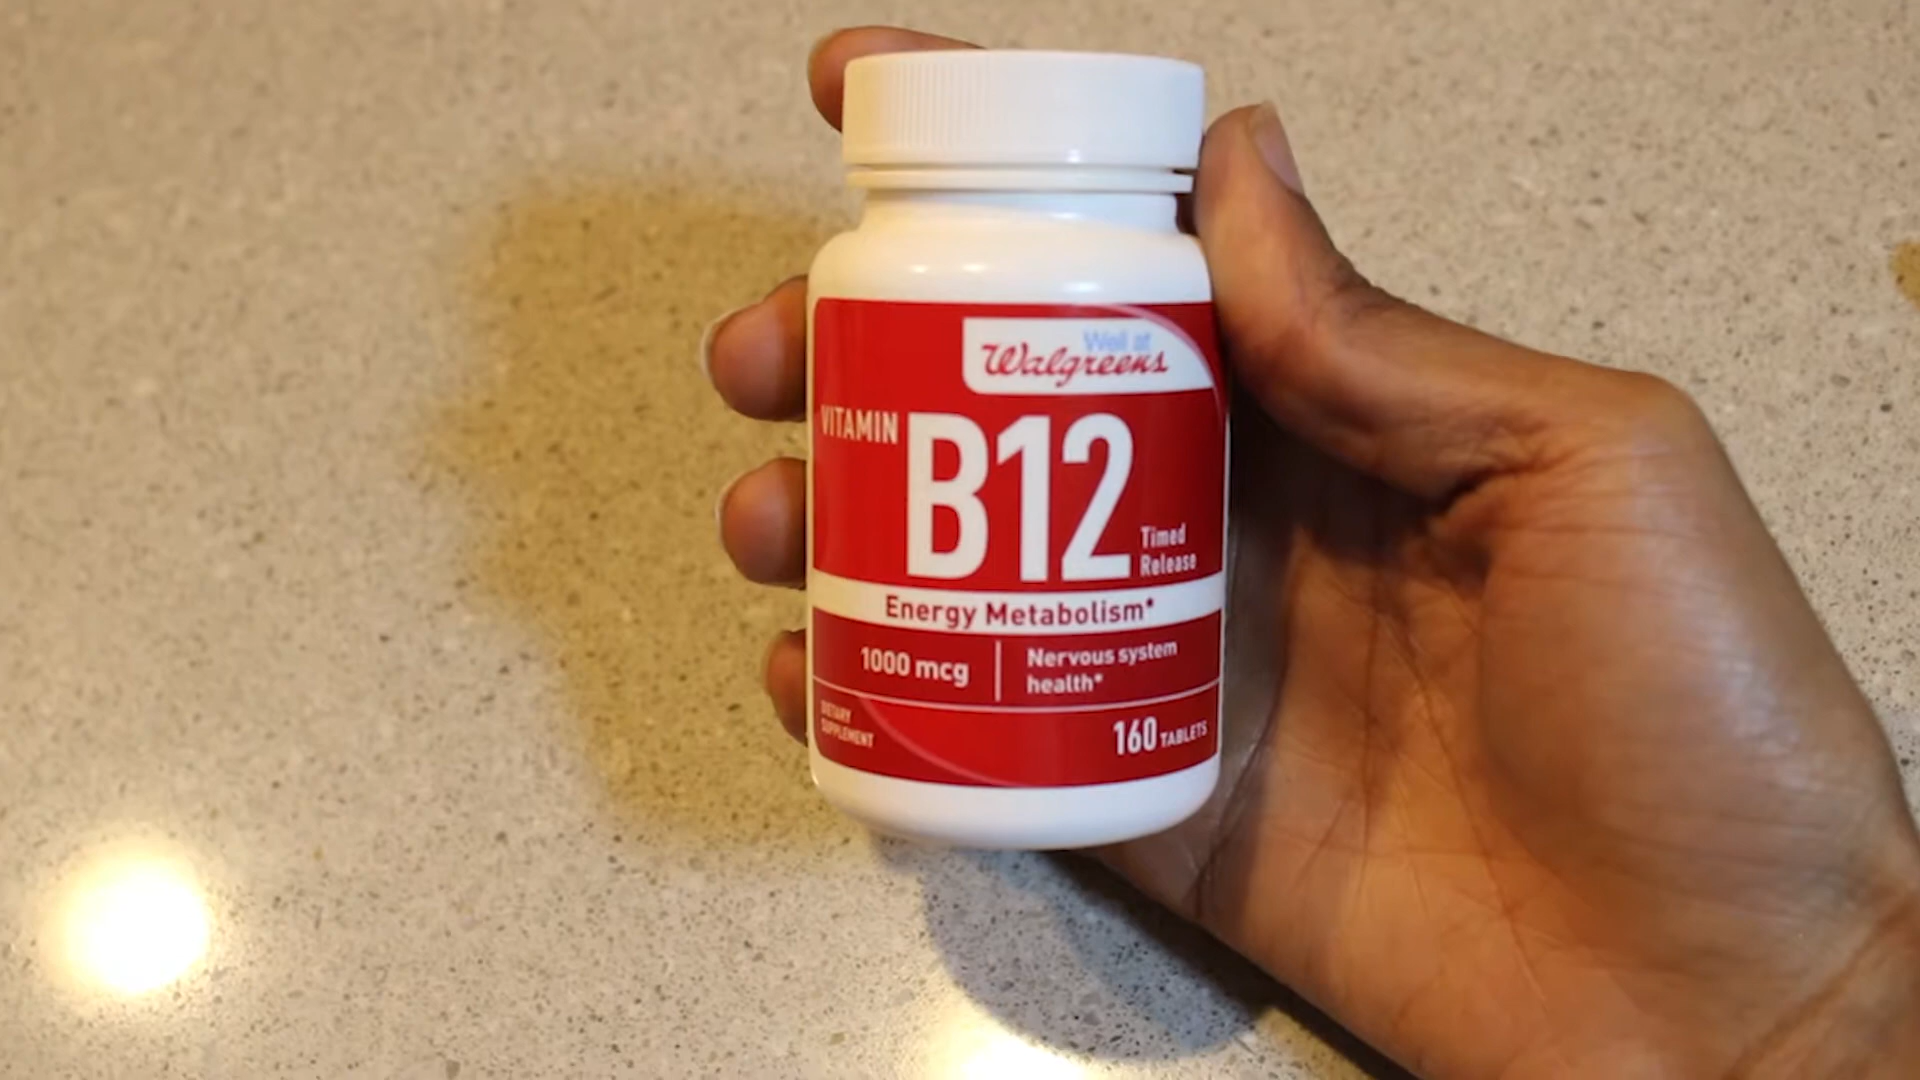 Well at
Walgreens
VITAMIN
B12
Timed
Release
Energy Metabolism*
1000 mcg
Nervous system
health*
DIETARY
SUPPLEMENT
160 TABLETS